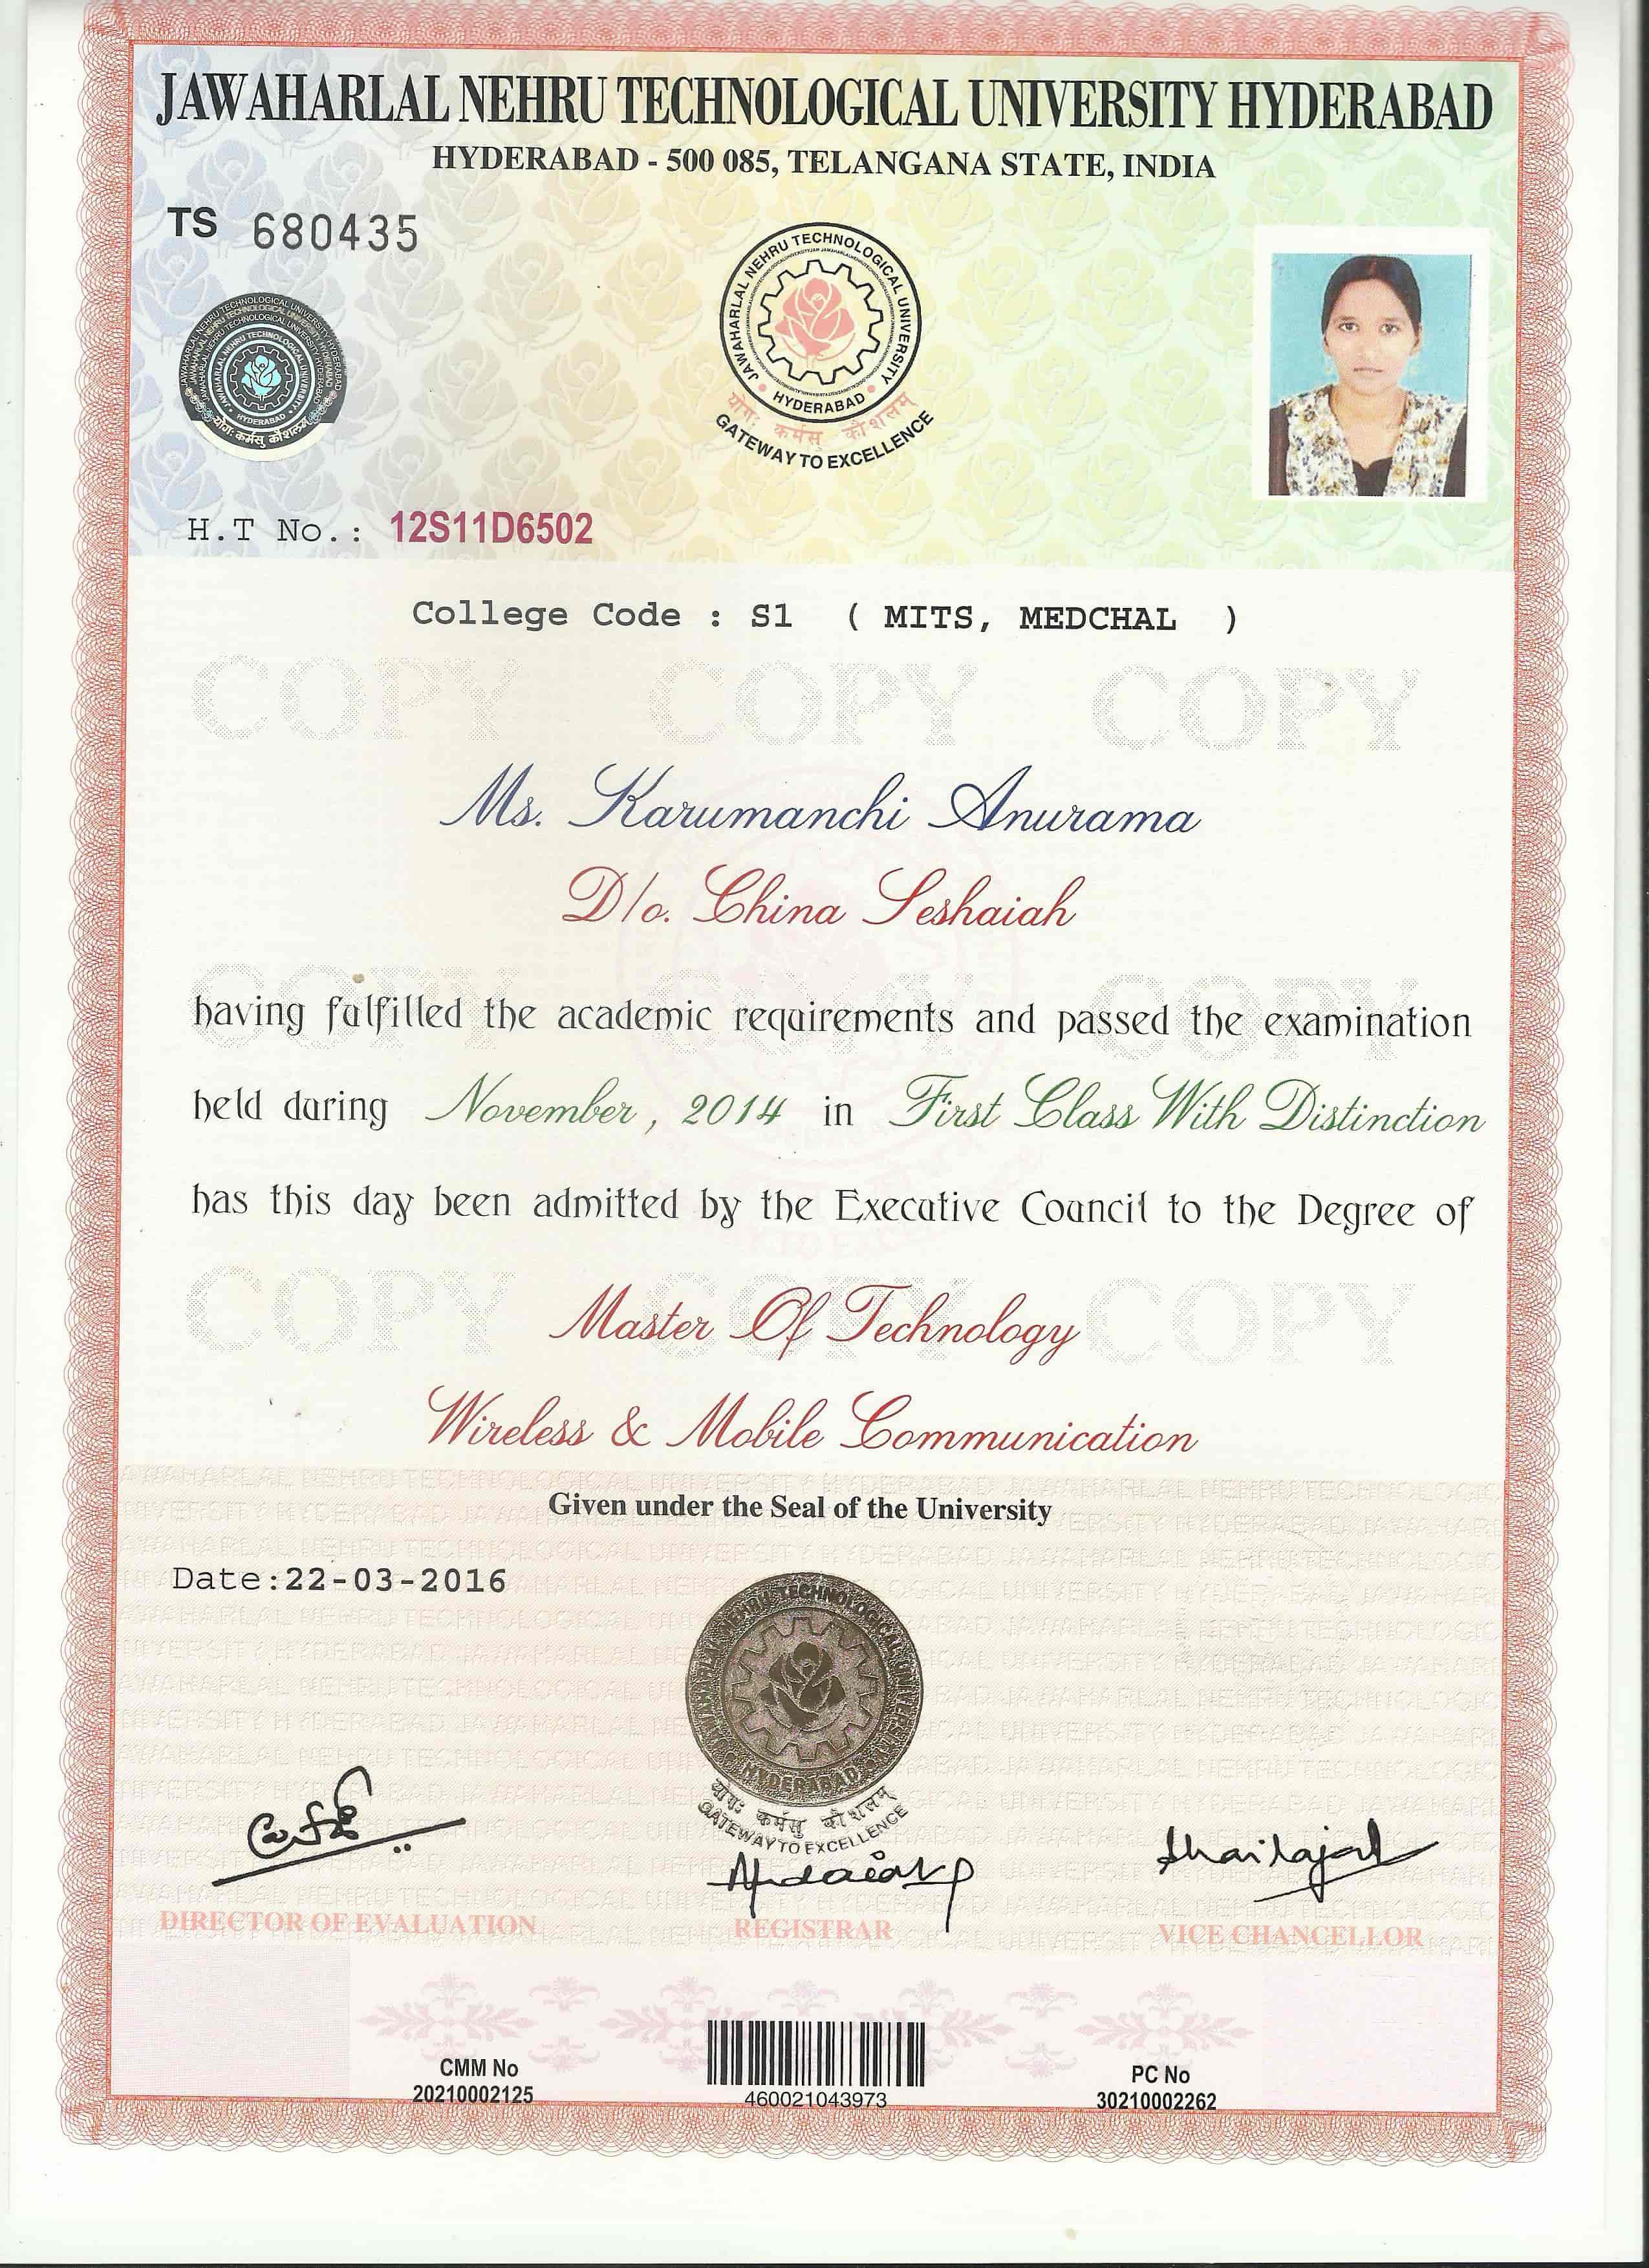 JAWAHARLAL NEHRU TECHNOLOGICAL UNIVERSITY HYDERABAD
HYDERABAD - 500 085, TELANGANA STATE, INDIA
TS 680435
JAWAHARLAL NEHRU TECHNOLOGICAL UNIVERSITY
HYDERABAD
योगः कर्मसु कौशलम्
GATEWAY TO EXCELLENCE
JAWAHARLAL NEHRU TECHNOLOGICAL UNIVERSITY HYDERABAD
योगः कर्मसु कौशलम्
H.T No.: 12S11D6502
College Code : S1 ( MITS, MEDCHAL )
COPY COPY COPY
Ms. Karumanchi Anurama
D/o. China Seshaiah
COPY COPY COPY
having fulfilled the academic requirements and passed the examination
held during November, 2014 in First Class With Distinction
has this day been admitted by the Executive Council to the Degree of
COPY COPY COPY
Master Of Technology
Wireless & Mobile Communication
Given under the Seal of the University
Date:22-03-2016
JAWAHARLAL NEHRU TECHNOLOGICAL UNIVERSITY
HYDERABAD
योगः कर्मसु कौशलम्
GATEWAY TO EXCELLENCE
DIRECTOR OF EVALUATION REGISTRAR VICE CHANCELLOR
CMM No
20210002125
460021043973
PC No
30210002262